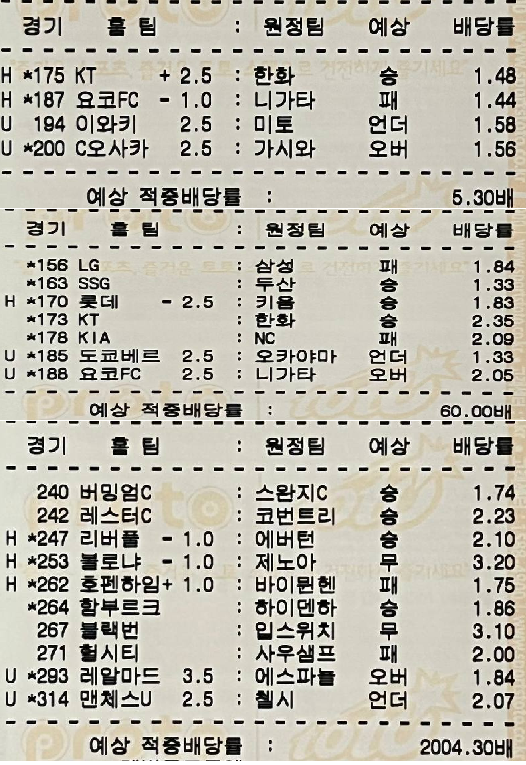 경기 홈 팀 : 원정팀 예상 배당률
H *175 KT + 2.5 : 한화 승 1.48
H *187 요코FC - 1.0 : 니가타 패 1.44
U 194 이와키 2.5 : 미토 언더 1.58
U *200 C오사카 2.5 : 가시와 오버 1.56
예상 적중배당률 : 5.30배
경기 홈 팀 : 원정팀 예상 배당률
*156 LG : 삼성 패 1.84
*163 SSG : 두산 승 1.33
H *170 롯데 - 2.5 : 키움 승 1.83
*173 KT : 한화 승 2.35
*178 KIA : NC 패 2.09
U *185 도쿄베르 2.5 : 오카야마 언더 1.33
U *188 요코FC 2.5 : 니가타 오버 2.05
예상 적중배당률 : 60.00배
경기 홈 팀 : 원정팀 예상 배당률
240 버밍엄C : 스완지C 승 1.74
242 레스터C : 코번트리 승 2.23
H *247 리버풀 - 1.0 : 에버턴 승 2.10
H *253 볼로냐 - 1.0 : 제노아 무 3.20
H *262 호펜하임+ 1.0 : 바이뮌헨 패 1.75
*264 함부르크 : 하이덴하 승 1.86
267 블랙번 : 입스위치 무 3.10
271 헐시티 : 사우샘프 패 2.00
U *293 레알마드 3.5 : 에스파뇰 오버 1.84
U *314 맨체스U 2.5 : 첼시 언더 2.07
예상 적중배당률 : 2004.30배
proto